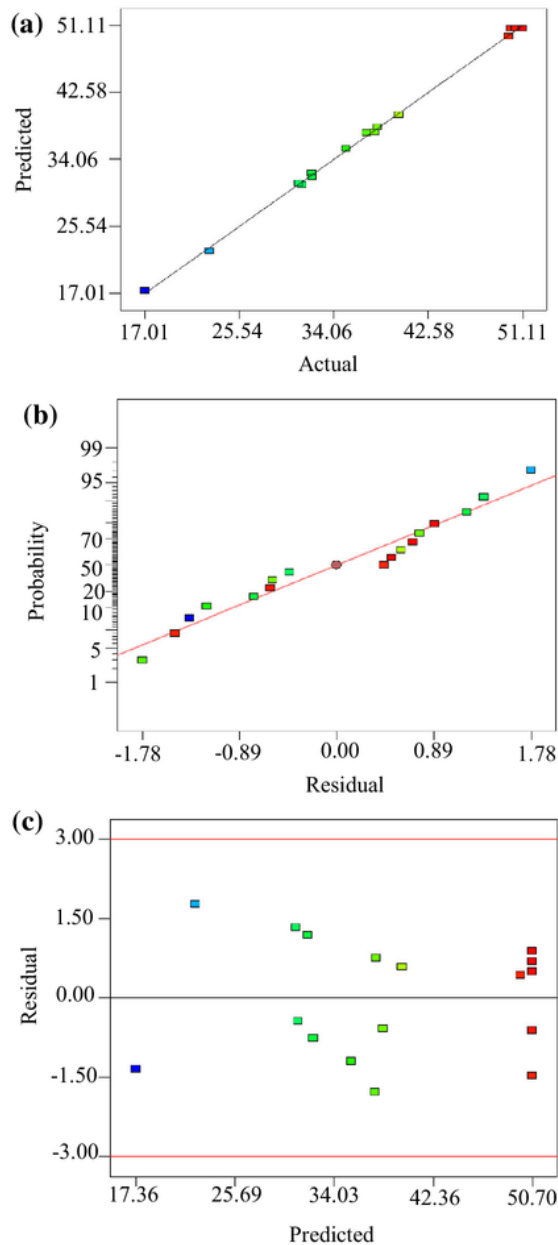 (a)
51.11
42.58
34.06
25.54
17.01
Predicted
17.01 25.54 34.06 42.58 51.11
Actual
(b)
99
95
70
50
20
10
5
1
Probability
-1.78 -0.89 0.00 0.89 1.78
Residual
(c)
3.00
1.50
0.00
-1.50
-3.00
Residual
17.36 25.69 34.03 42.36 50.70
Predicted